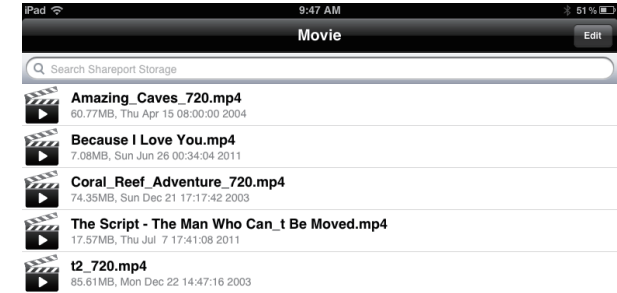 iPad 9:47 AM 51 %
Movie Edit
Search Shareport Storage
Amazing_Caves_720.mp4
60.77MB, Thu Apr 15 08:00:00 2004
Because I Love You.mp4
7.08MB, Sun Jun 26 00:34:04 2011
Coral_Reef_Adventure_720.mp4
74.35MB, Sun Dec 21 17:17:42 2003
The Script - The Man Who Can_t Be Moved.mp4
17.57MB, Thu Jul 7 17:41:08 2011
t2_720.mp4
85.61MB, Mon Dec 22 14:47:16 2003